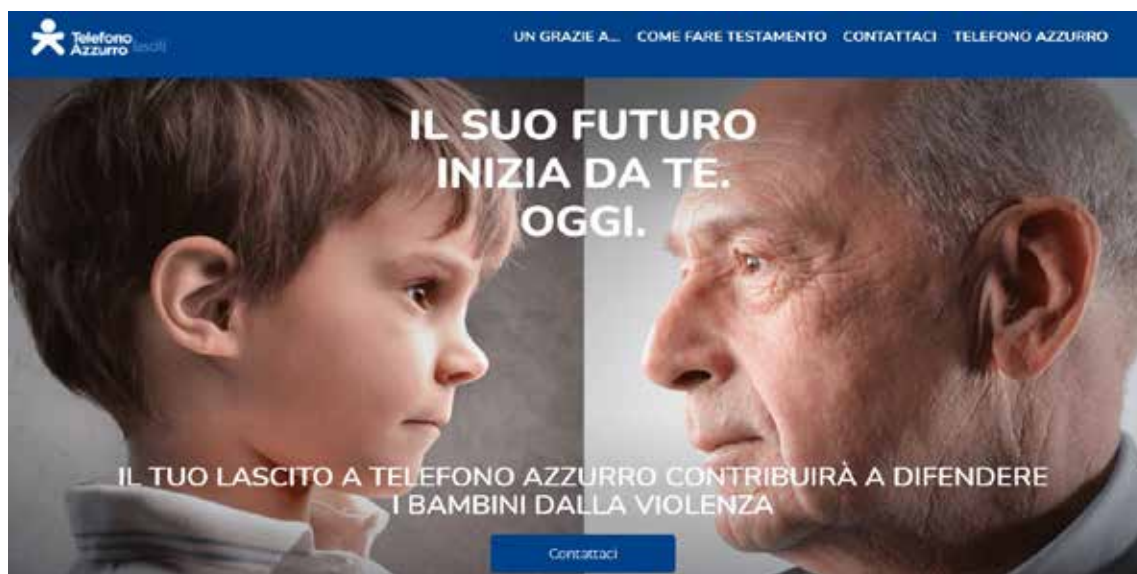 Telefono
Azzurro lasciti
UN GRAZIE A... COME FARE TESTAMENTO CONTATTACI TELEFONO AZZURRO
IL SUO FUTURO
INIZIA DA TE.
OGGI.
IL TUO LASCITO A TELEFONO AZZURRO CONTRIBUIRÀ A DIFENDERE
I BAMBINI DALLA VIOLENZA
Contattaci